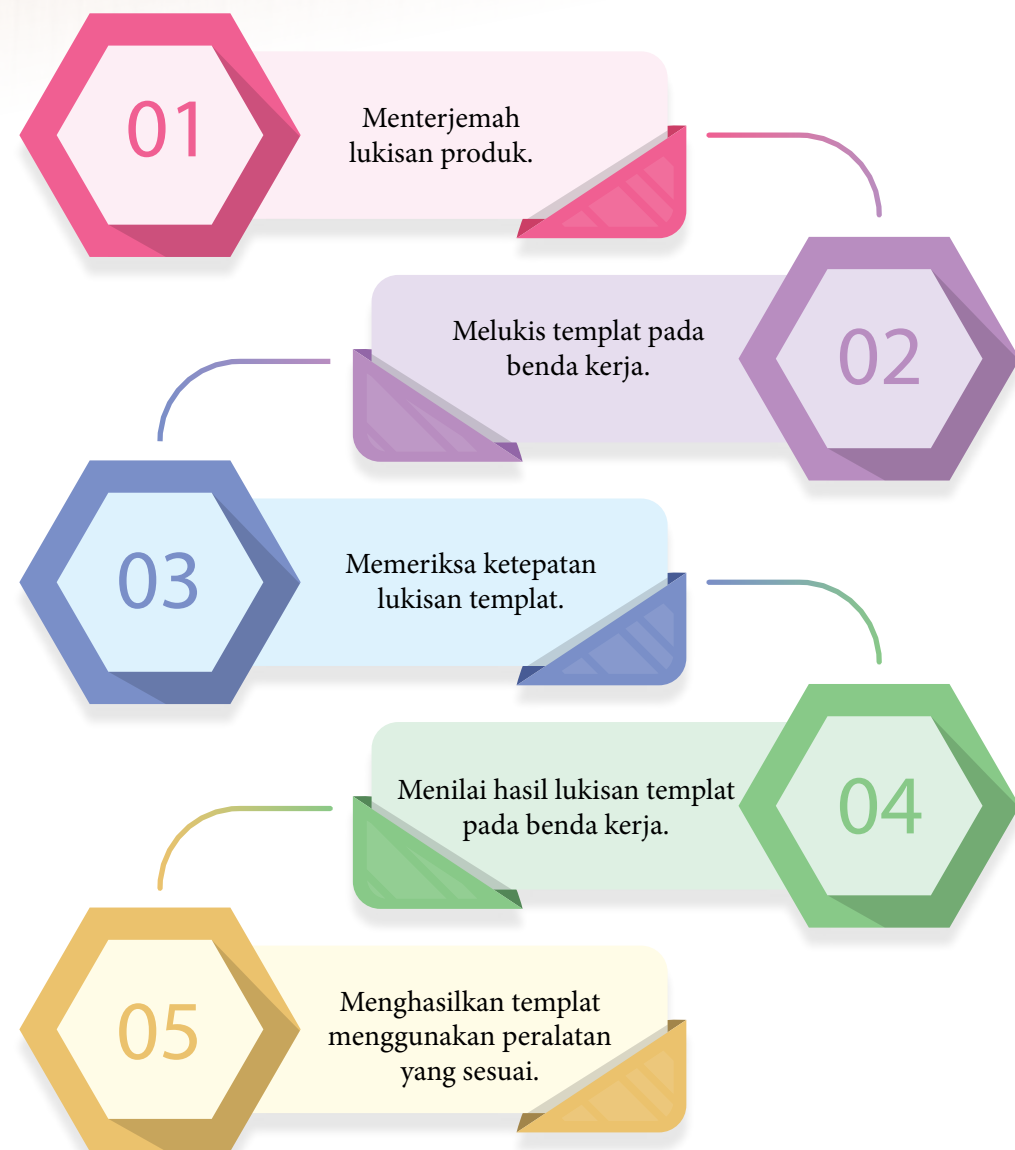 01
Menterjemah
lukisan produk.
02
Melukis templat pada
benda kerja.
03
Memeriksa ketepatan
lukisan templat.
04
Menilai hasil lukisan templat
pada benda kerja.
05
Menghasilkan templat
menggunakan peralatan
yang sesuai.